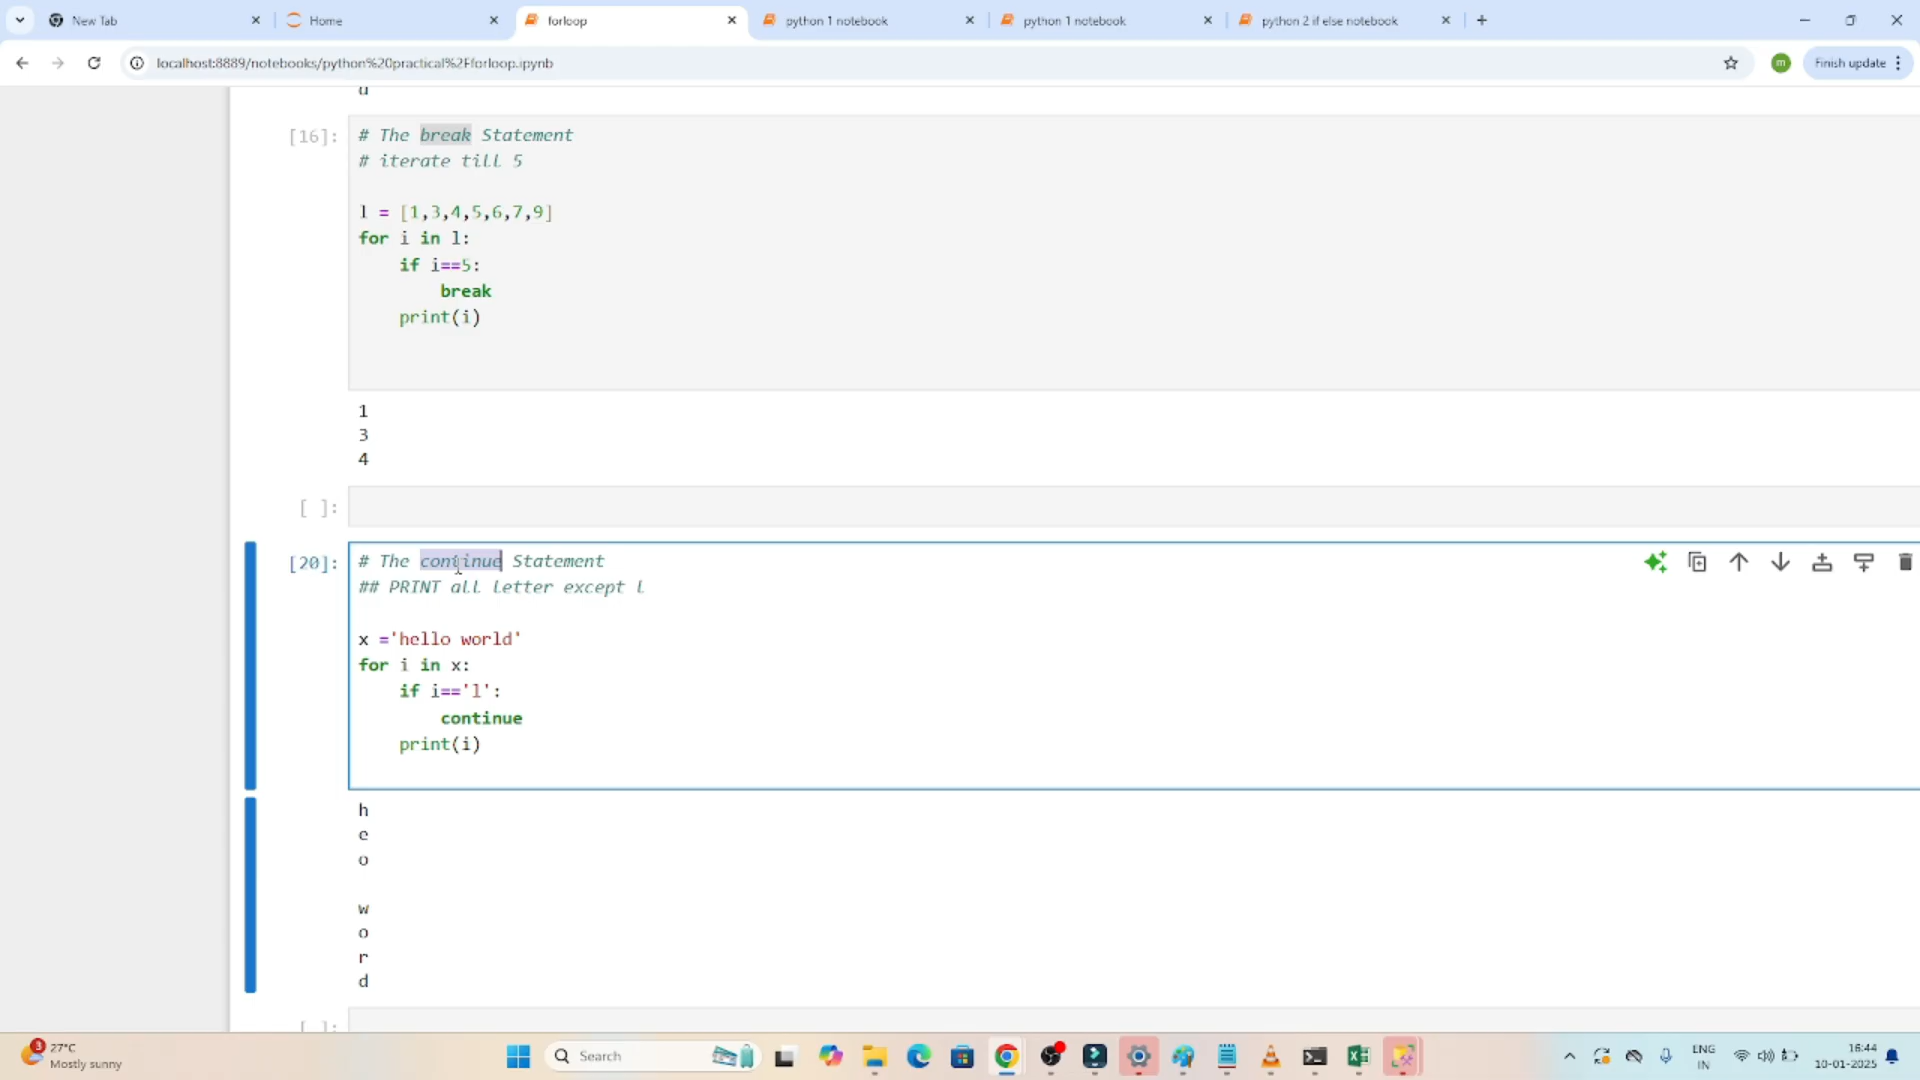 New Tab
Home
forloop
python 1 notebook
python 1 notebook
python 2 if else notebook
localhost:8889/notebooks/python%20practical%2Fforloop.ipynb
m
Finish update
[16]:
# The break Statement
# iterate till 5
l = [1,3,4,5,6,7,9]
for i in l:
if i==5:
break
print(i)
1
3
4
[ ]:
[20]:
# The continue Statement
## PRINT all letter except l
x ='hello world'
for i in x:
if i=='l':
continue
print(i)
h
e
o
w
o
r
d
[ ]:
3
27°C
Mostly sunny
Search
ENG
IN
16:44
10-01-2025